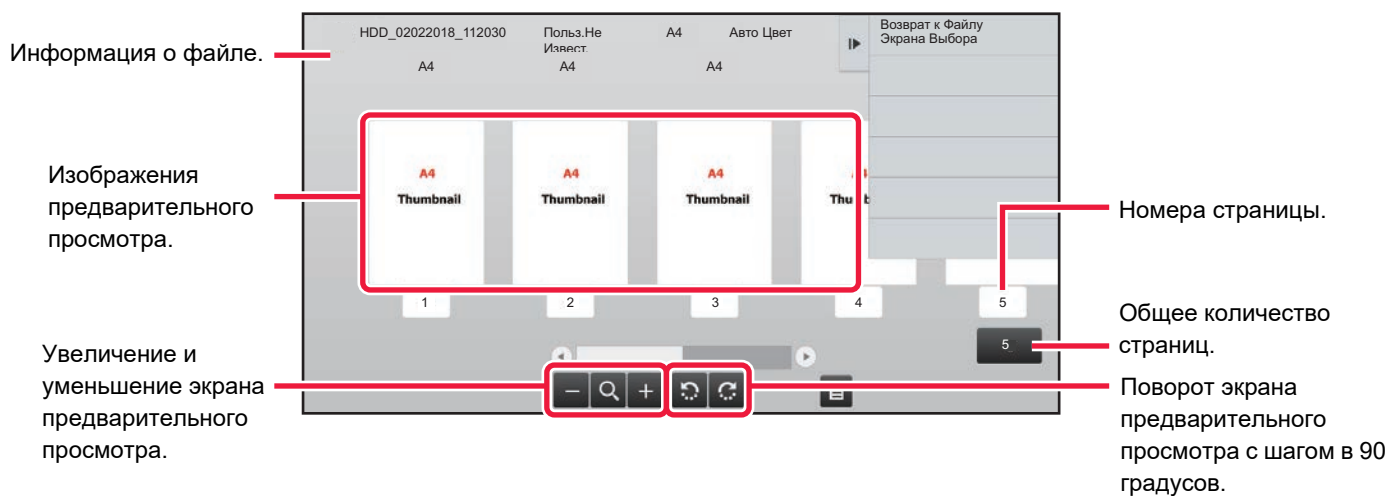 Информация о файле.
HDD_02022018_112030 Польз.Не Извест. А4 Авто Цвет
Возврат к Файлу
Экрана Выбора
A4 A4 A4
Изображения
предварительного
просмотра.
A4 A4 A4
Thumbnail Thumbnail Thumbnail
Номера страницы.
1 2 3 4 5
Общее количество
страниц.
5
Увеличение и
уменьшение экрана
предварительного
просмотра.
Поворот экрана
предварительного
просмотра с шагом в 90
градусов.